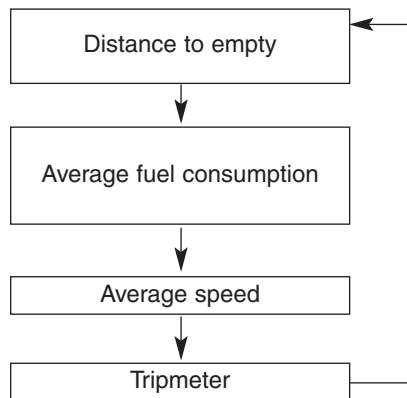 Distance to empty
Average fuel consumption
Average speed
Tripmeter